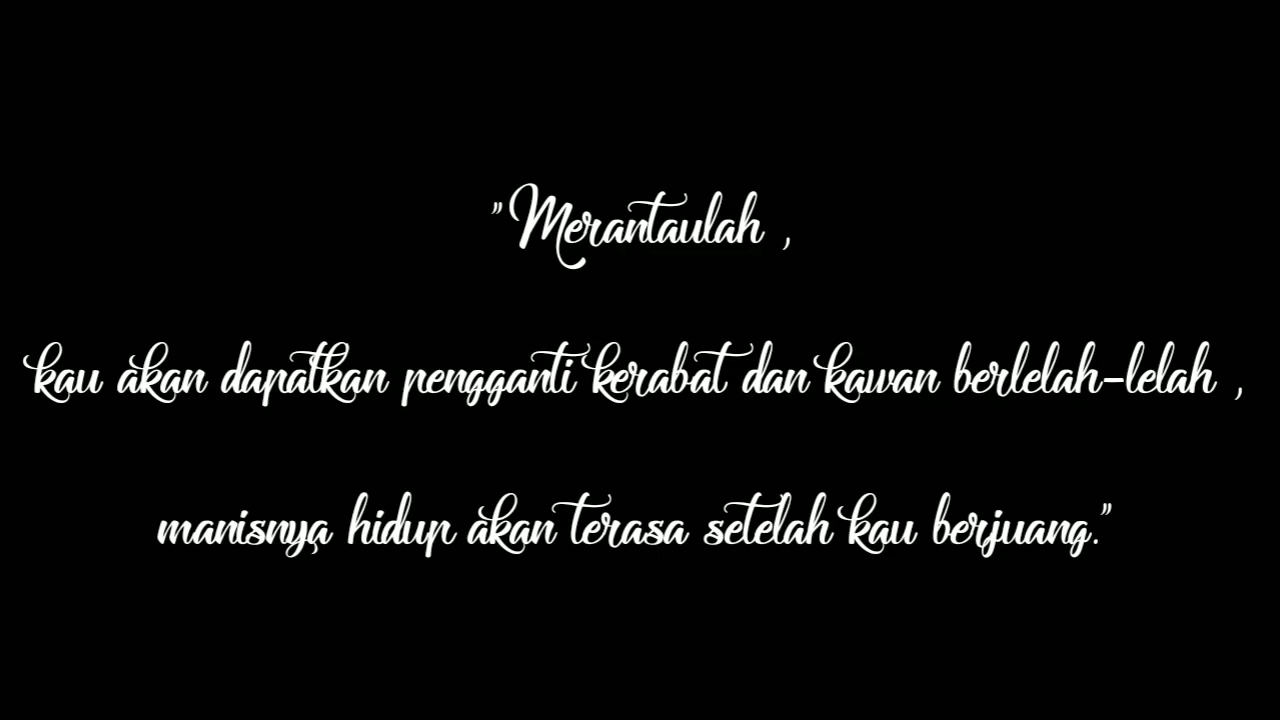 "Merantaulah ,
kau akan dapatkan pengganti kerabat dan kawan berlelah-lelah ,
manisnya hidup akan terasa setelah kau berjuang."